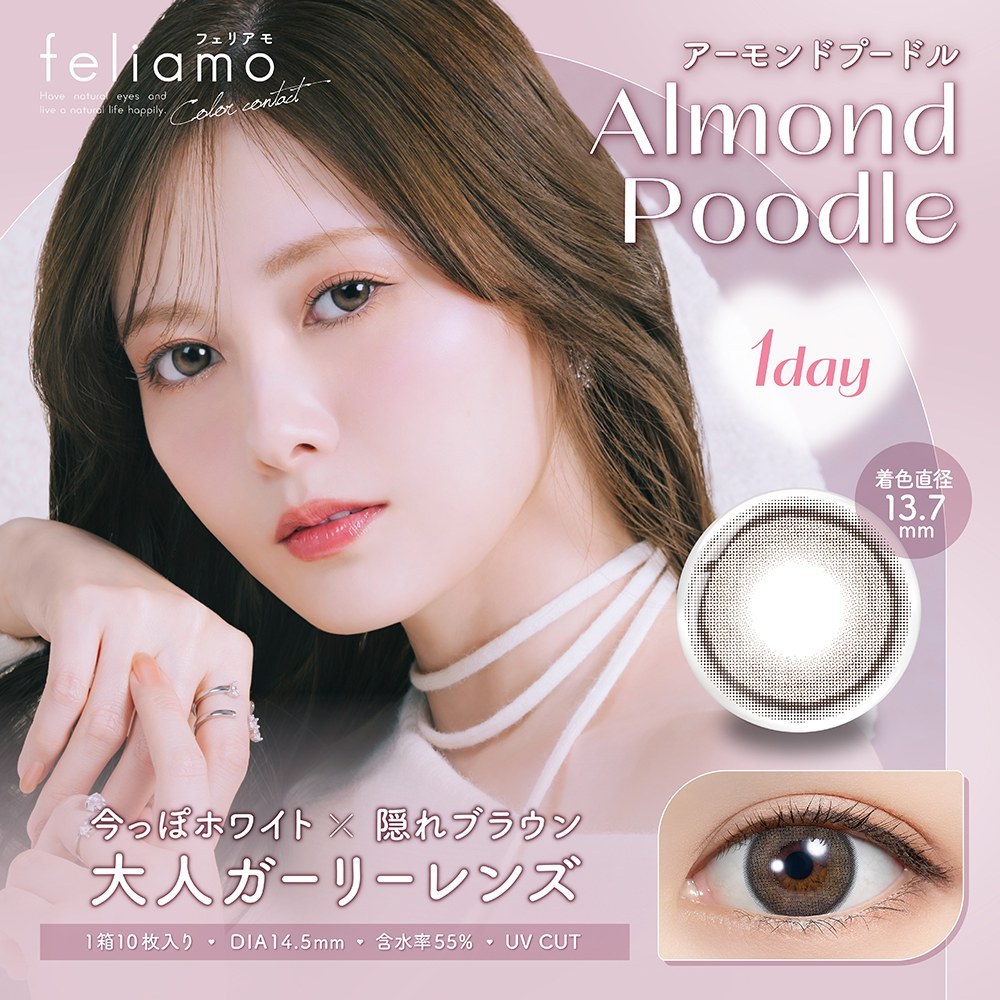 フェリアモ
feliamo
Have natural eyes and
live a natural life happily.
Color contact
アーモンドプードル
Almond
Poodle
1day
着色直径
13.7
mm
今っぽホワイト × 隠れブラウン
大人ガーリーレンズ
1箱10枚入り・DIA14.5mm・含水率55%・UV CUT